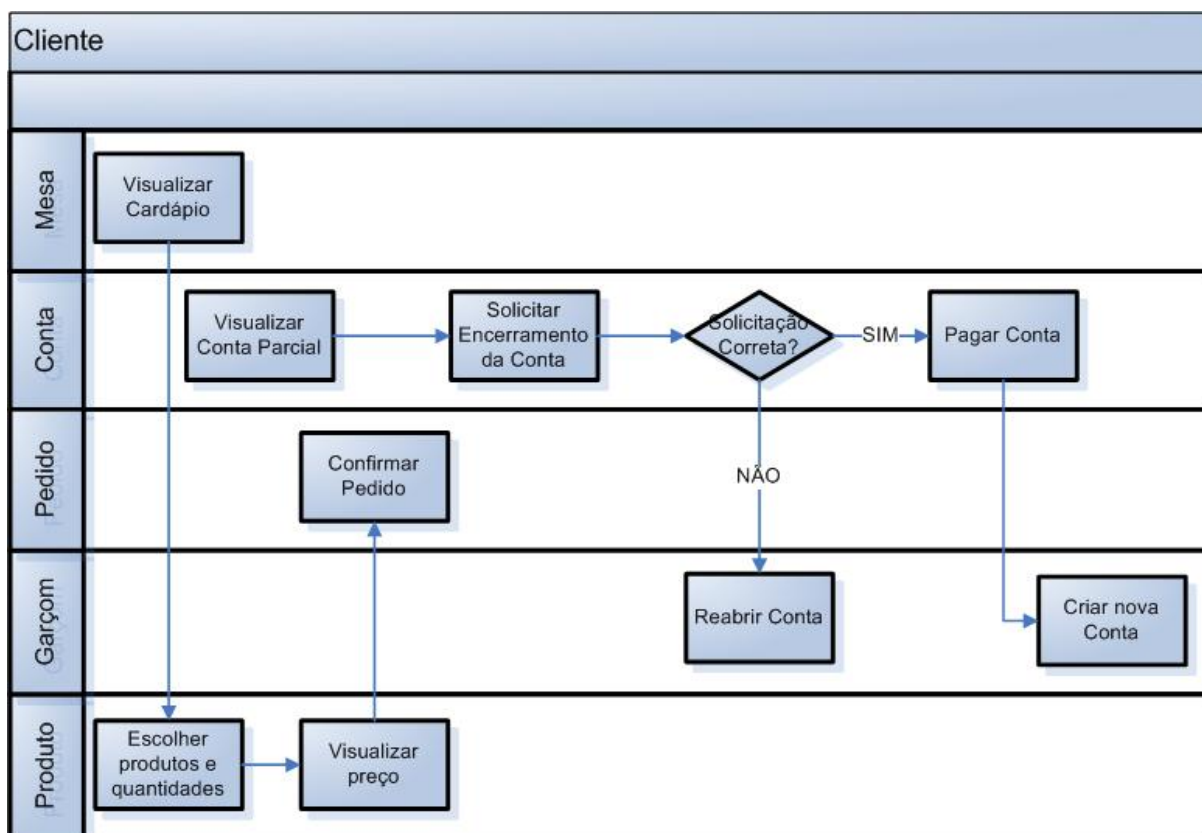 Cliente
Mesa
Visualizar
Cardápio
Conta
Visualizar
Conta Parcial
Solicitar
Encerramento
da Conta
Solicitação
Correta?
SIM
Pagar Conta
Pedido
Confirmar
Pedido
NÃO
Garçom
Reabrir Conta
Criar nova
Conta
Produto
Escolher
produtos e
quantidades
Visualizar
preço